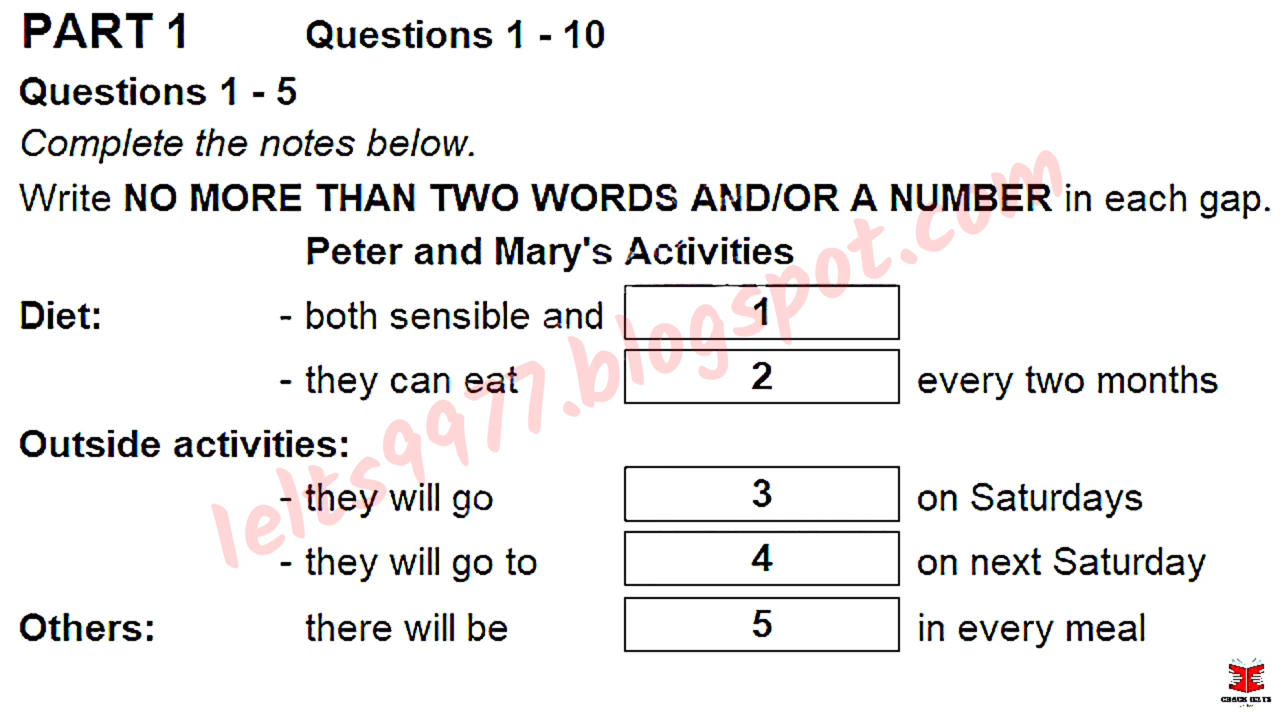 PART 1 Questions 1 - 10
Questions 1 - 5
Complete the notes below.
Write NO MORE THAN TWO WORDS AND/OR A NUMBER in each gap.
Peter and Mary's Activities
Diet: - both sensible and 1
- they can eat 2 every two months
Outside activities:
- they will go 3 on Saturdays
- they will go to 4 on next Saturday
Others: there will be 5 in every meal
Ielts9977.blogspot.com
CRACK IELTS